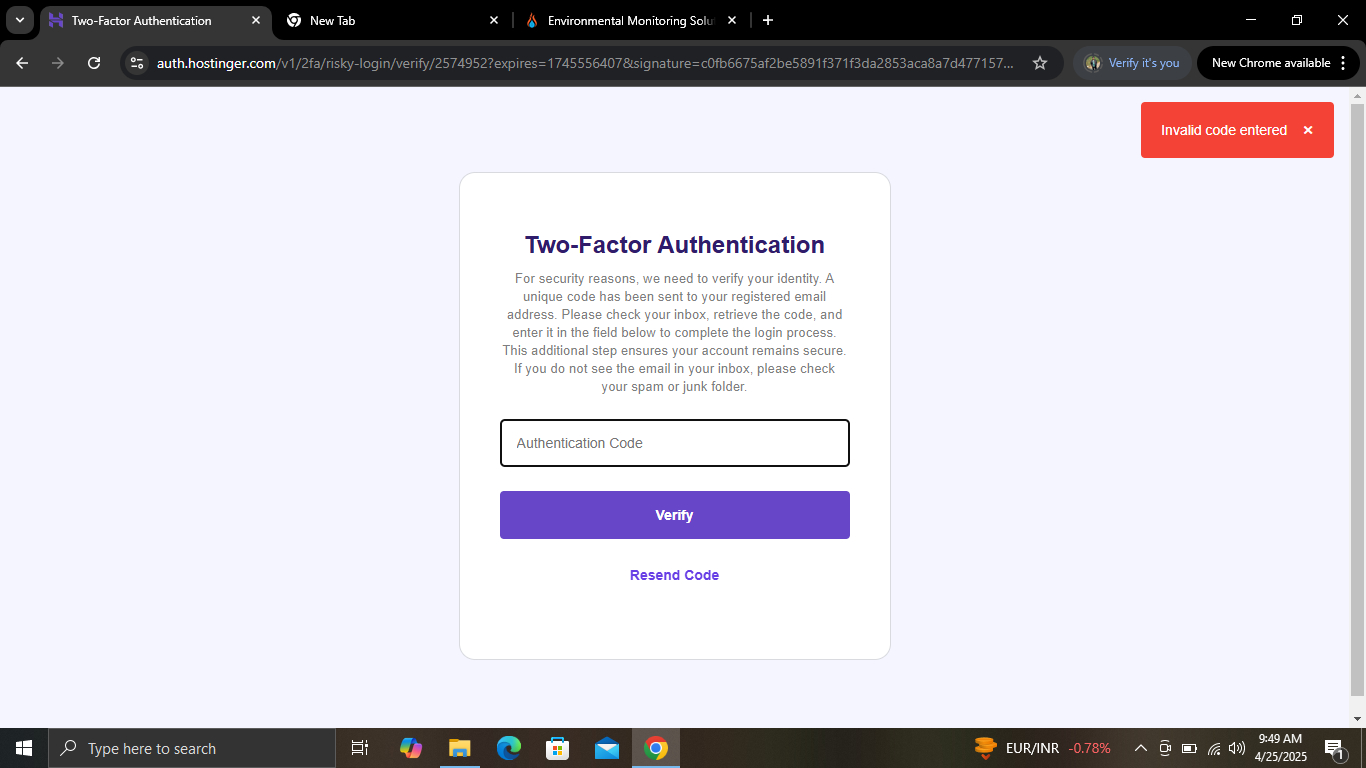 Two-Factor Authentication
New Tab
Environmental Monitoring Solu
auth.hostinger.com/v1/2fa/risky-login/verify/2574952?expires=1745556407&signature=c0fb6675af2be5891f371f3da2853aca8a7d477157...
Verify it's you
New Chrome available
Invalid code entered
Two-Factor Authentication
For security reasons, we need to verify your identity. A
unique code has been sent to your registered email
address. Please check your inbox, retrieve the code, and
enter it in the field below to complete the login process.
This additional step ensures your account remains secure.
If you do not see the email in your inbox, please check
your spam or junk folder.
Authentication Code
Verify
Resend Code
Type here to search
EUR/INR -0.78%
9:49 AM
4/25/2025
1